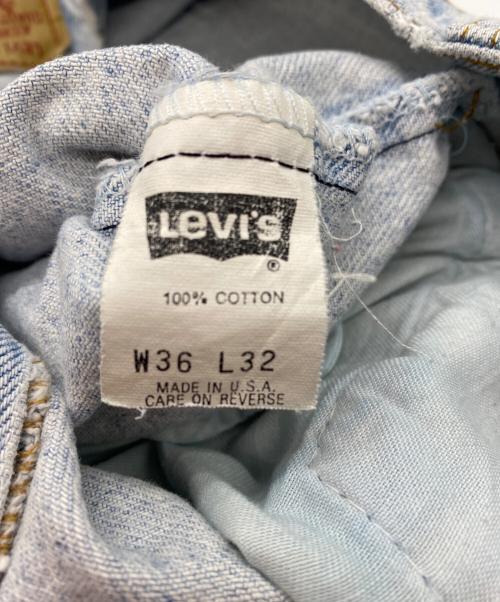 LEVI'S
®
100% COTTON
W36 L32
MADE IN U.S.A.
CARE ON REVERSE